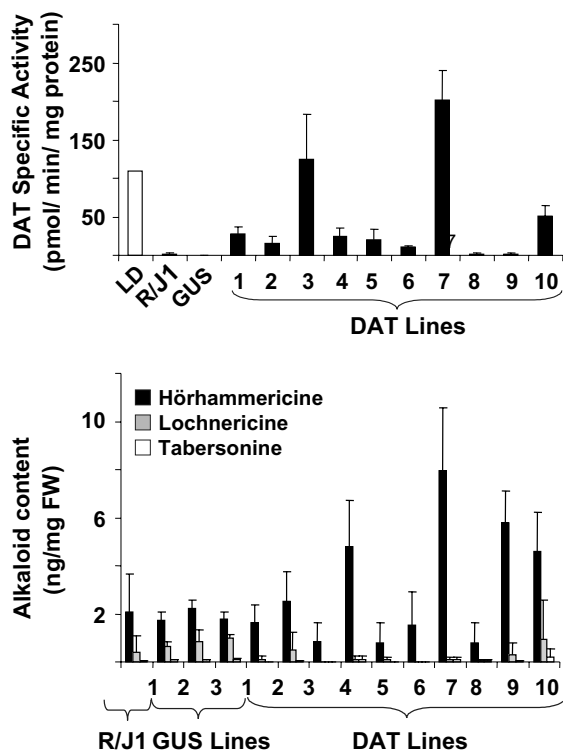 DAT Specific Activity
(pmol/ min/ mg protein)
250
150
50
7
LD
R/J1
GUS
1 2 3 4 5 6 7 8 9 10
DAT Lines
Hörhammericine
Lochnericine
Tabersonine
Alkaloid content
(ng/mg FW)
10
6
2
1 2 3 1 2 3 4 5 6 7 8 9 10
R/J1 GUS Lines DAT Lines